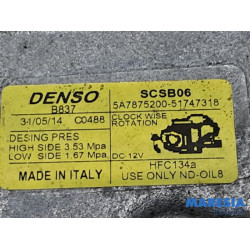 DENSO
B837
31/05/14 C0488
DESING PRES
HIGH SIDE 3.53 Mpa
LOW SIDE 1.67 Mpa
MADE IN ITALY
SCSB06
5A7875200-51747318
CLOCK WISE
ROTATION
DC-12V
HFC134a
USE ONLY ND-OIL8
MARELIA